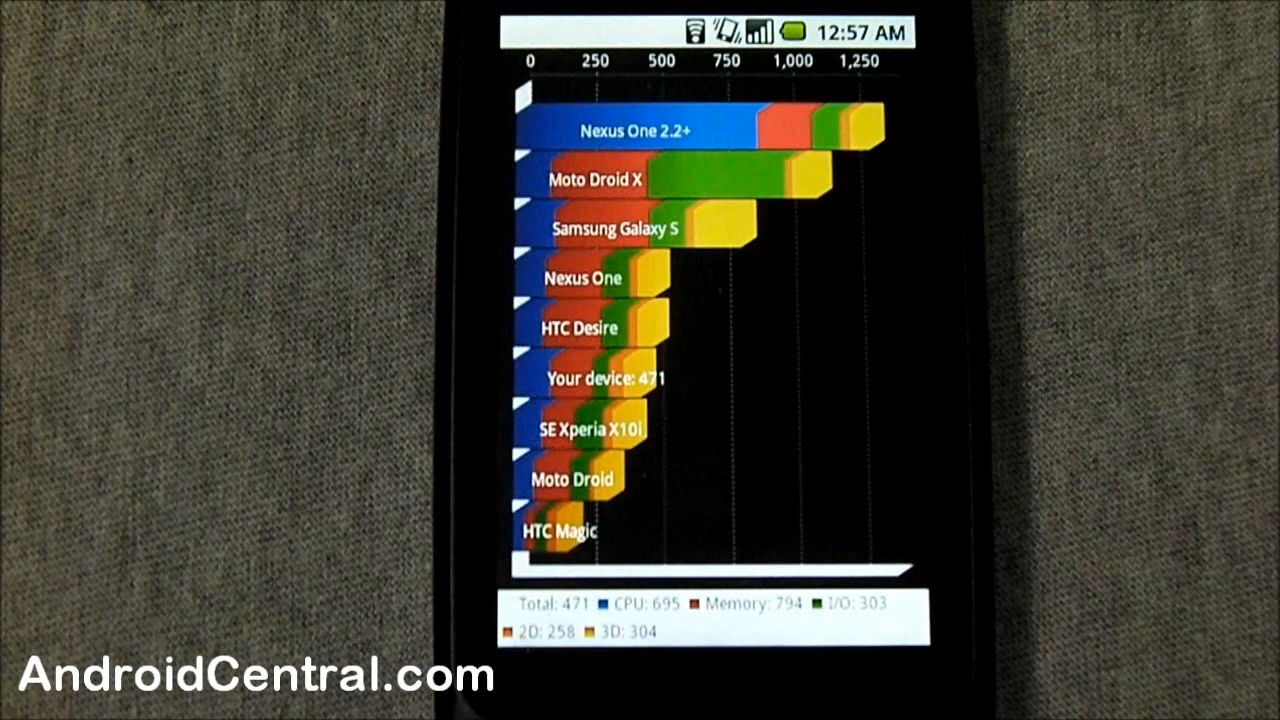 12:57 AM
0 250 500 750 1,000 1,250
Nexus One 2.2+
Moto Droid X
Samsung Galaxy S
Nexus One
HTC Desire
Your device: 471
SE Xperia X10i
Moto Droid
HTC Magic
Total: 471 CPU: 695 Memory: 794 I/O: 303
2D: 258 3D: 304
AndroidCentral.com